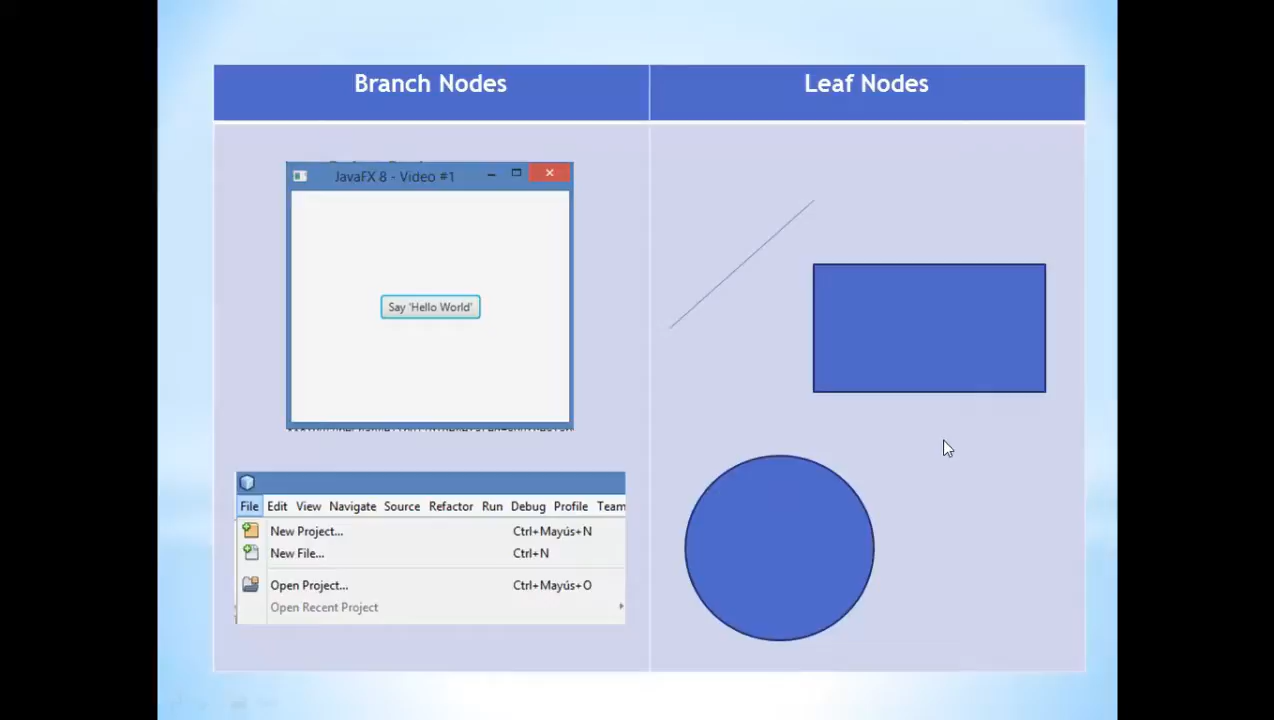 Branch Nodes
Leaf Nodes
JavaFX 8 - Video #1
Say 'Hello World'
File Edit View Navigate Source Refactor Run Debug Profile Team
New Project... Ctrl+Mayús+N
New File... Ctrl+N
Open Project... Ctrl+Mayús+O
Open Recent Project